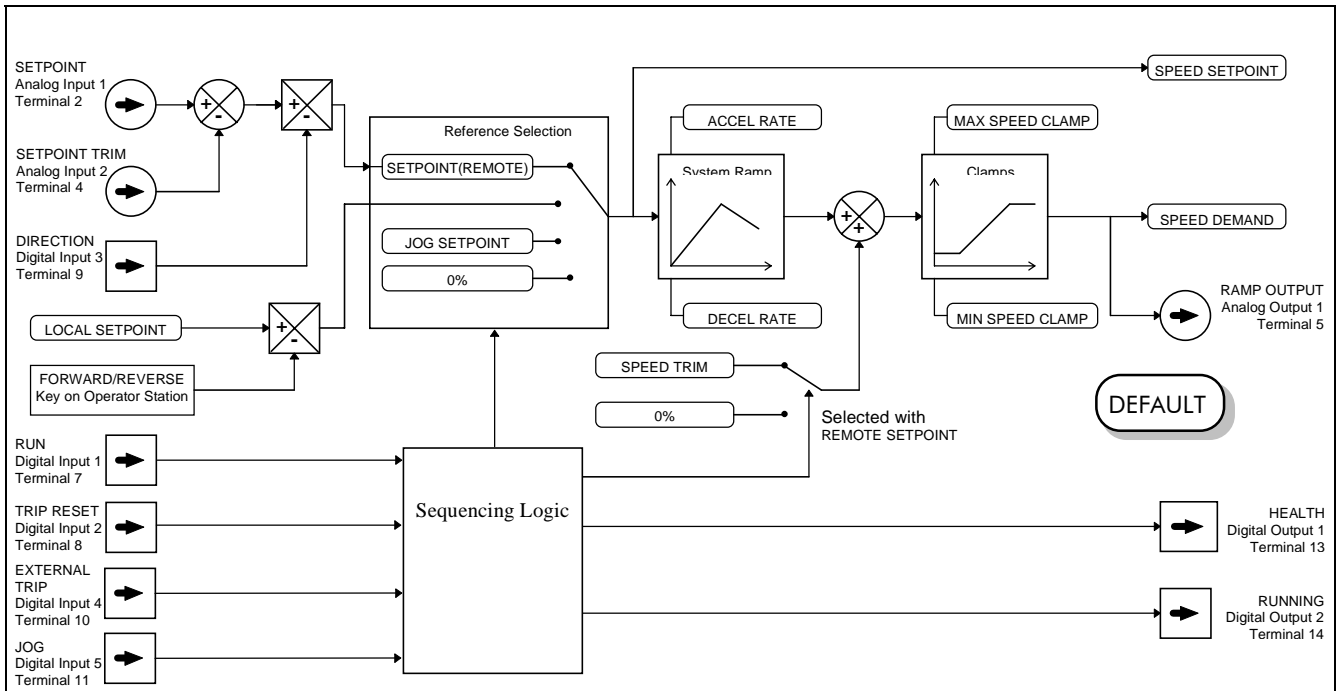 SETPOINT
Analog Input 1
Terminal 2
+
-
+
-
SETPOINT TRIM
Analog Input 2
Terminal 4
DIRECTION
Digital Input 3
Terminal 9
LOCAL SETPOINT
+
-
FORWARD/REVERSE
Key on Operator Station
Reference Selection
SETPOINT(REMOTE)
JOG SETPOINT
0%
ACCEL RATE
System Ramp
DECEL RATE
SPEED TRIM
0%
Selected with
REMOTE SETPOINT
+
+
MAX SPEED CLAMP
Clamps
MIN SPEED CLAMP
SPEED SETPOINT
SPEED DEMAND
RAMP OUTPUT
Analog Output 1
Terminal 5
DEFAULT
RUN
Digital Input 1
Terminal 7
TRIP RESET
Digital Input 2
Terminal 8
EXTERNAL
TRIP
Digital Input 4
Terminal 10
JOG
Digital Input 5
Terminal 11
Sequencing Logic
HEALTH
Digital Output 1
Terminal 13
RUNNING
Digital Output 2
Terminal 14